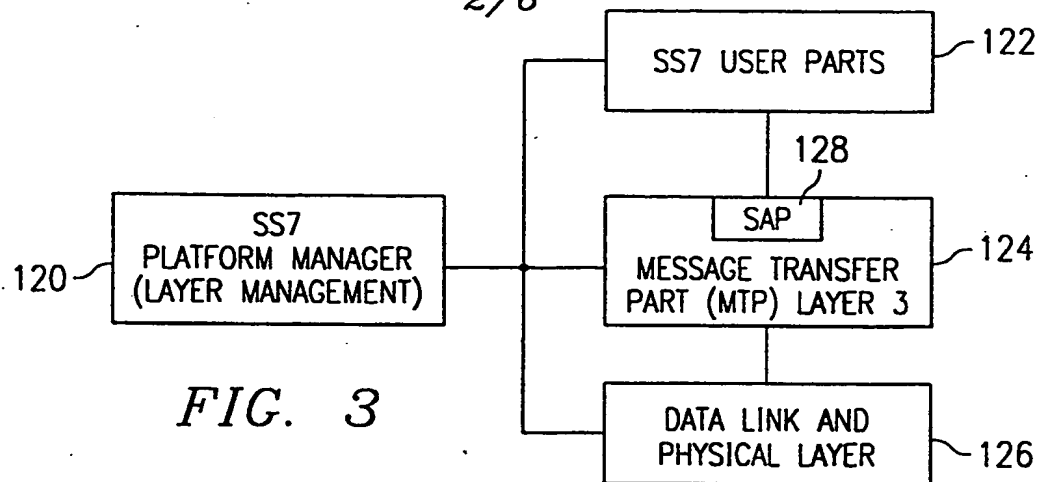 2/6
SS7 USER PARTS
122
128
SAP
SS7
PLATFORM MANAGER
(LAYER MANAGEMENT)
120
MESSAGE TRANSFER
PART (MTP) LAYER 3
124
FIG. 3
DATA LINK AND
PHYSICAL LAYER
126